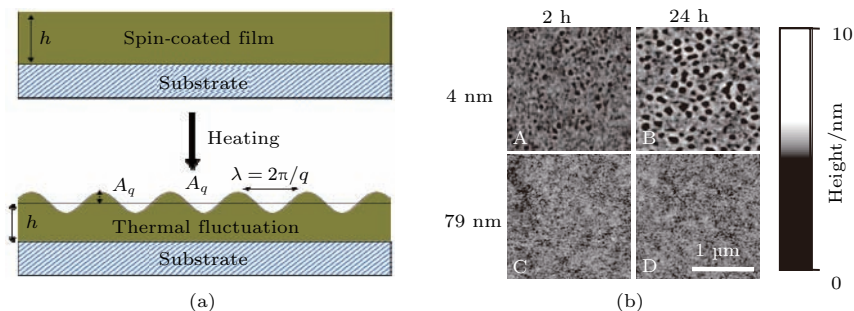 h
Spin-coated film
Substrate
Heating
A_q
A_q
λ = 2π/q
h
Thermal fluctuation
Substrate
(a)
2 h
24 h
4 nm
A
B
79 nm
C
D
1 μm
10
Height/nm
0
(b)